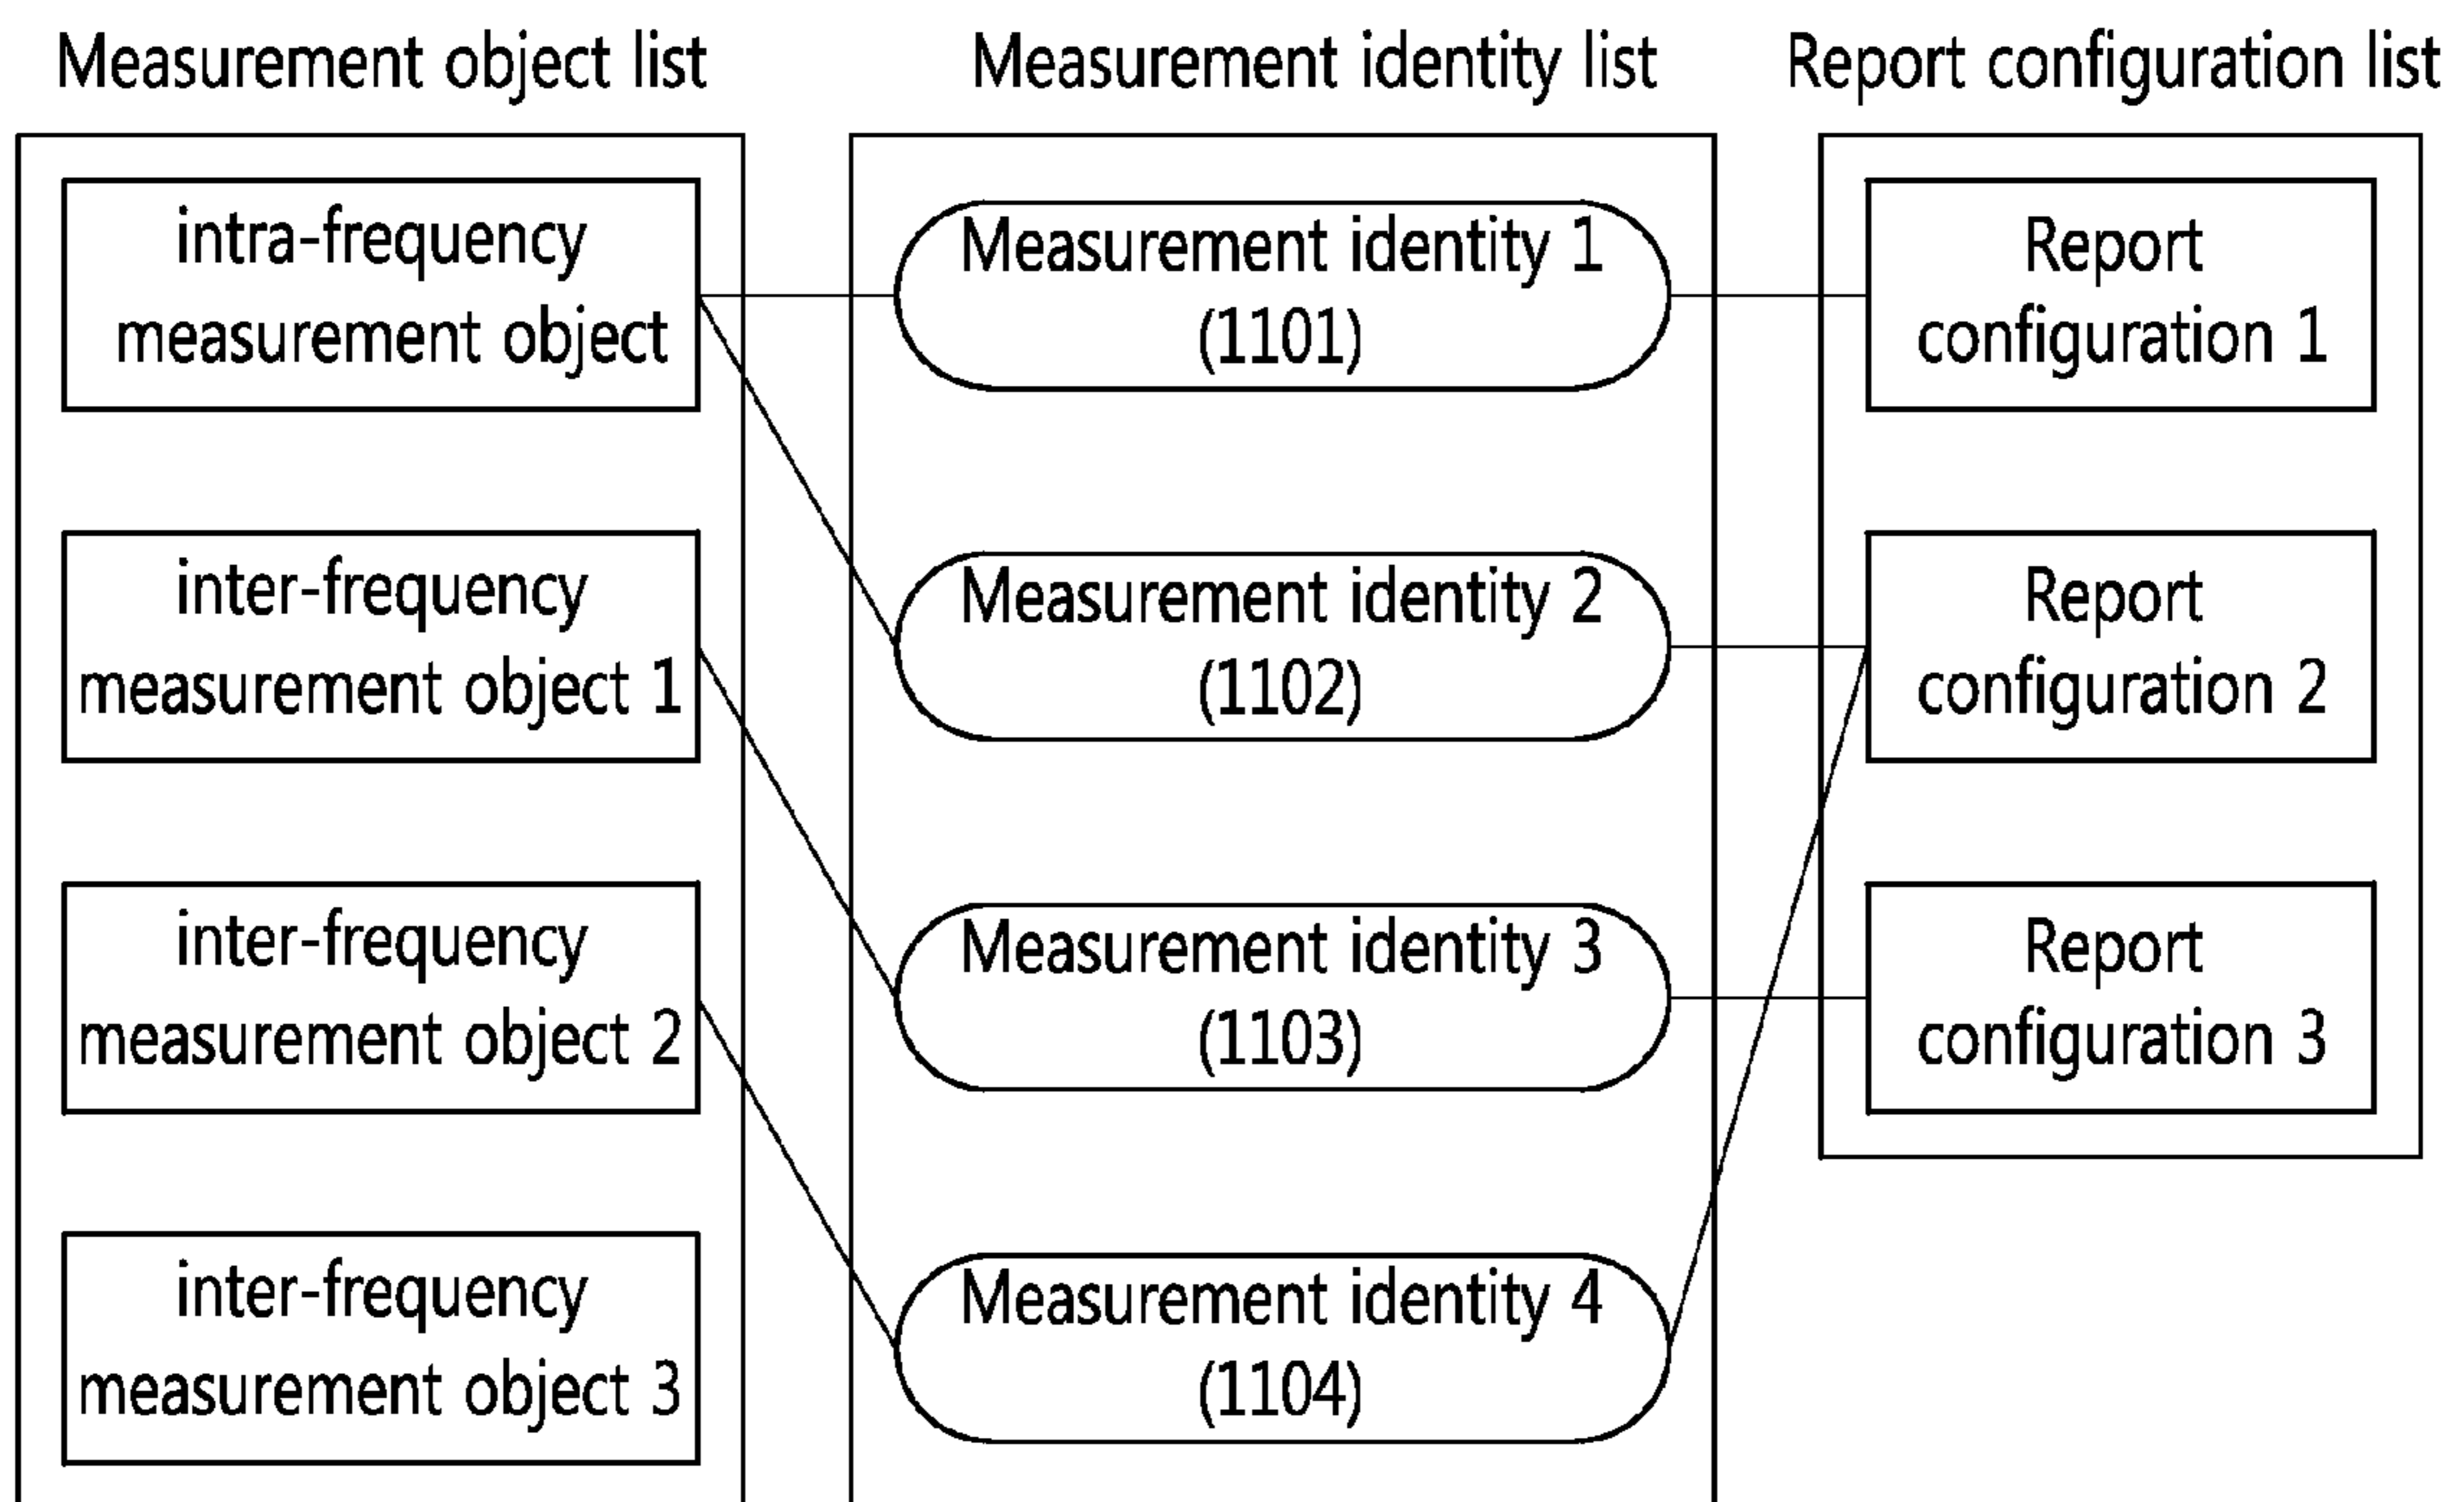 Measurement object list
Measurement identity list
Report configuration list
intra-frequency
measurement object
Measurement identity 1
(1101)
Report
configuration 1
inter-frequency
measurement object 1
Measurement identity 2
(1102)
Report
configuration 2
inter-frequency
measurement object 2
Measurement identity 3
(1103)
Report
configuration 3
inter-frequency
measurement object 3
Measurement identity 4
(1104)